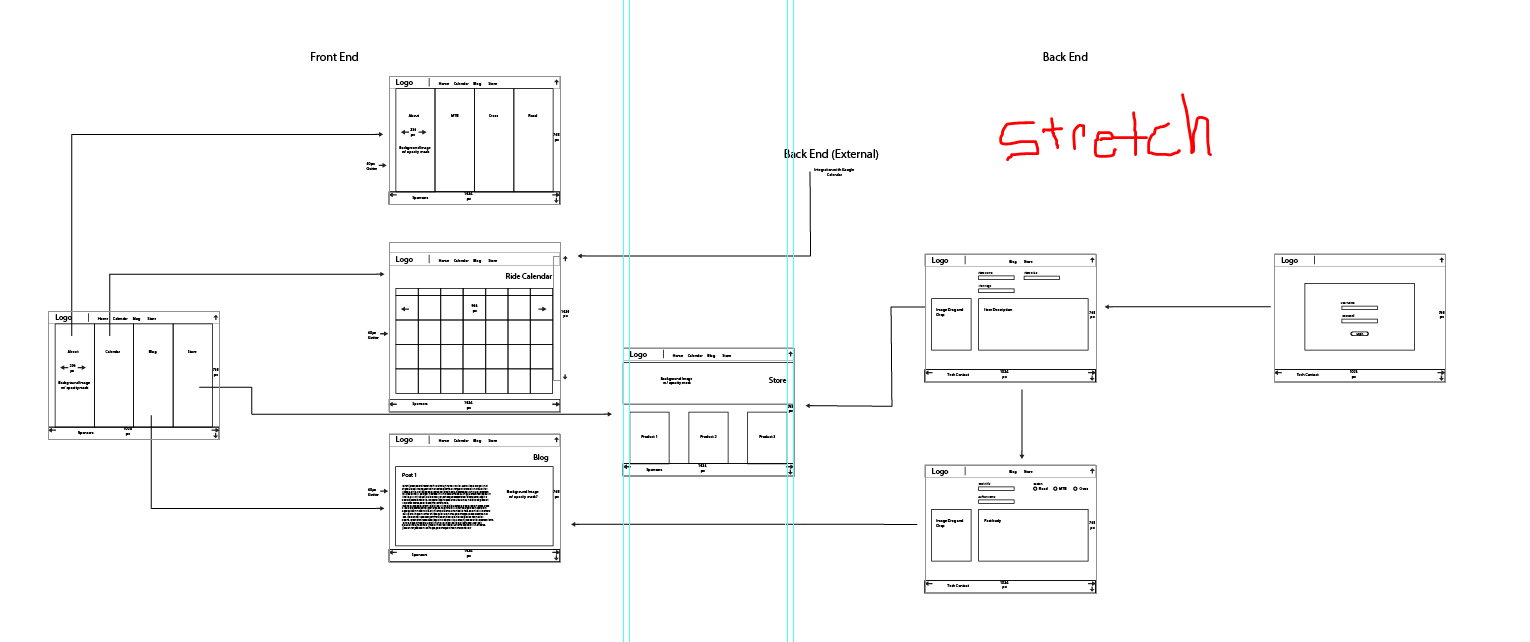 Front End
Back End
stretch
Back End (External)
Integration with Google
Calendar
Logo | Home Calendar Blog Store
About MTB Cross Road
236
px
Background Image
w/ opacity mask
768
px
60px
Gutter
Sponsors
1024
px
Logo | Home Calendar Blog Store
Ride Calendar
964
px
1024
px
60px
Gutter
Sponsors
1024
px
Logo | Home Calendar Blog Store
About Calendar Blog Store
236
px
Background Image
w/ opacity mask
768
px
Sponsors
1024
px
Logo | Home Calendar Blog Store
Background Image
w/ opacity mask
Store
768
px
Product 1 Product 2 Product 3
Sponsors
1024
px
Logo | Home Calendar Blog Store
Blog
Post 1
Background Image
w/ opacity mask?
768
px
60px
Gutter
Sponsors
1024
px
Logo | Blog Store
Image Drag and
Drop
Item Description
768
px
Tech Contact
1024
px
Logo |
Login
768
px
Tech Contact
1024
px
Logo | Blog Store
Road MTB Cross
Image Drag and
Drop
Post body
768
px
Tech Contact
1024
px